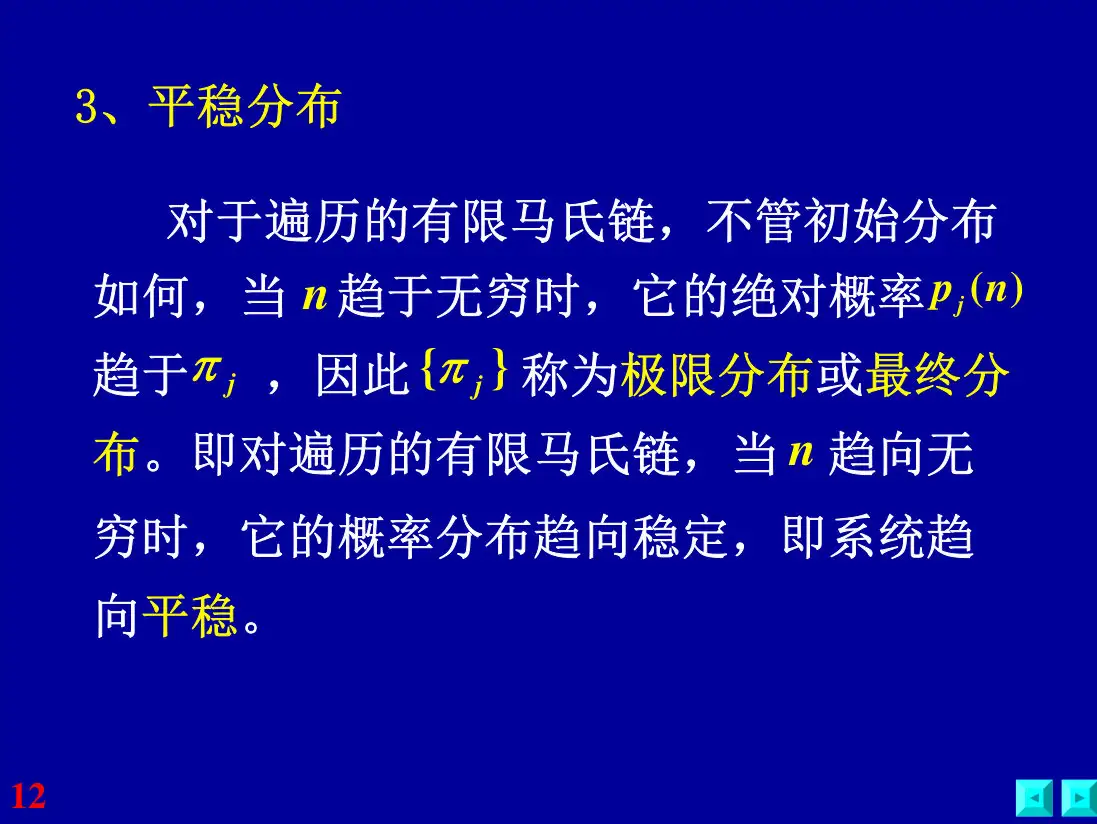 3、平稳分布
对于遍历的有限马氏链，不管初始分布
如何，当 n 趋于无穷时，它的绝对概率 p_j(n)
趋于 π_j ，因此 {π_j} 称为极限分布或最终分
布。即对遍历的有限马氏链，当 n 趋向无
穷时，它的概率分布趋向稳定，即系统趋
向平稳。
12